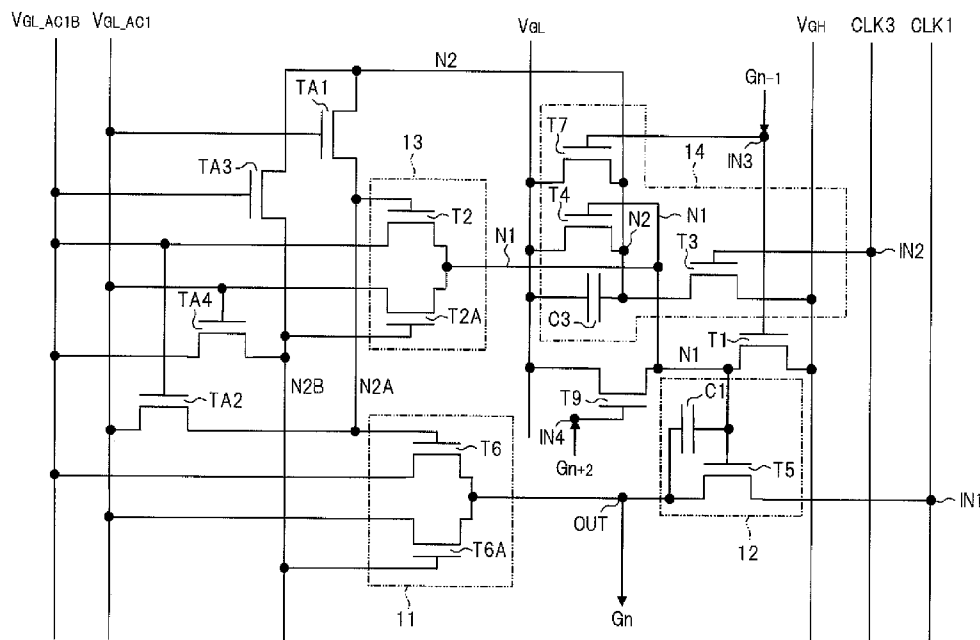 VGL_AC1B VGL_AC1 VGL VGH CLK3 CLK1
N2
TA1
Gn-1
T7
IN3
13
14
TA3
T4
N1
T2
N2
N1
T3
IN2
TA4
T2A
C3
T1
N1
C1
N2B
N2A
T9
TA2
IN4
T6
Gn+2
T5
OUT
IN1
T6A
12
11
Gn